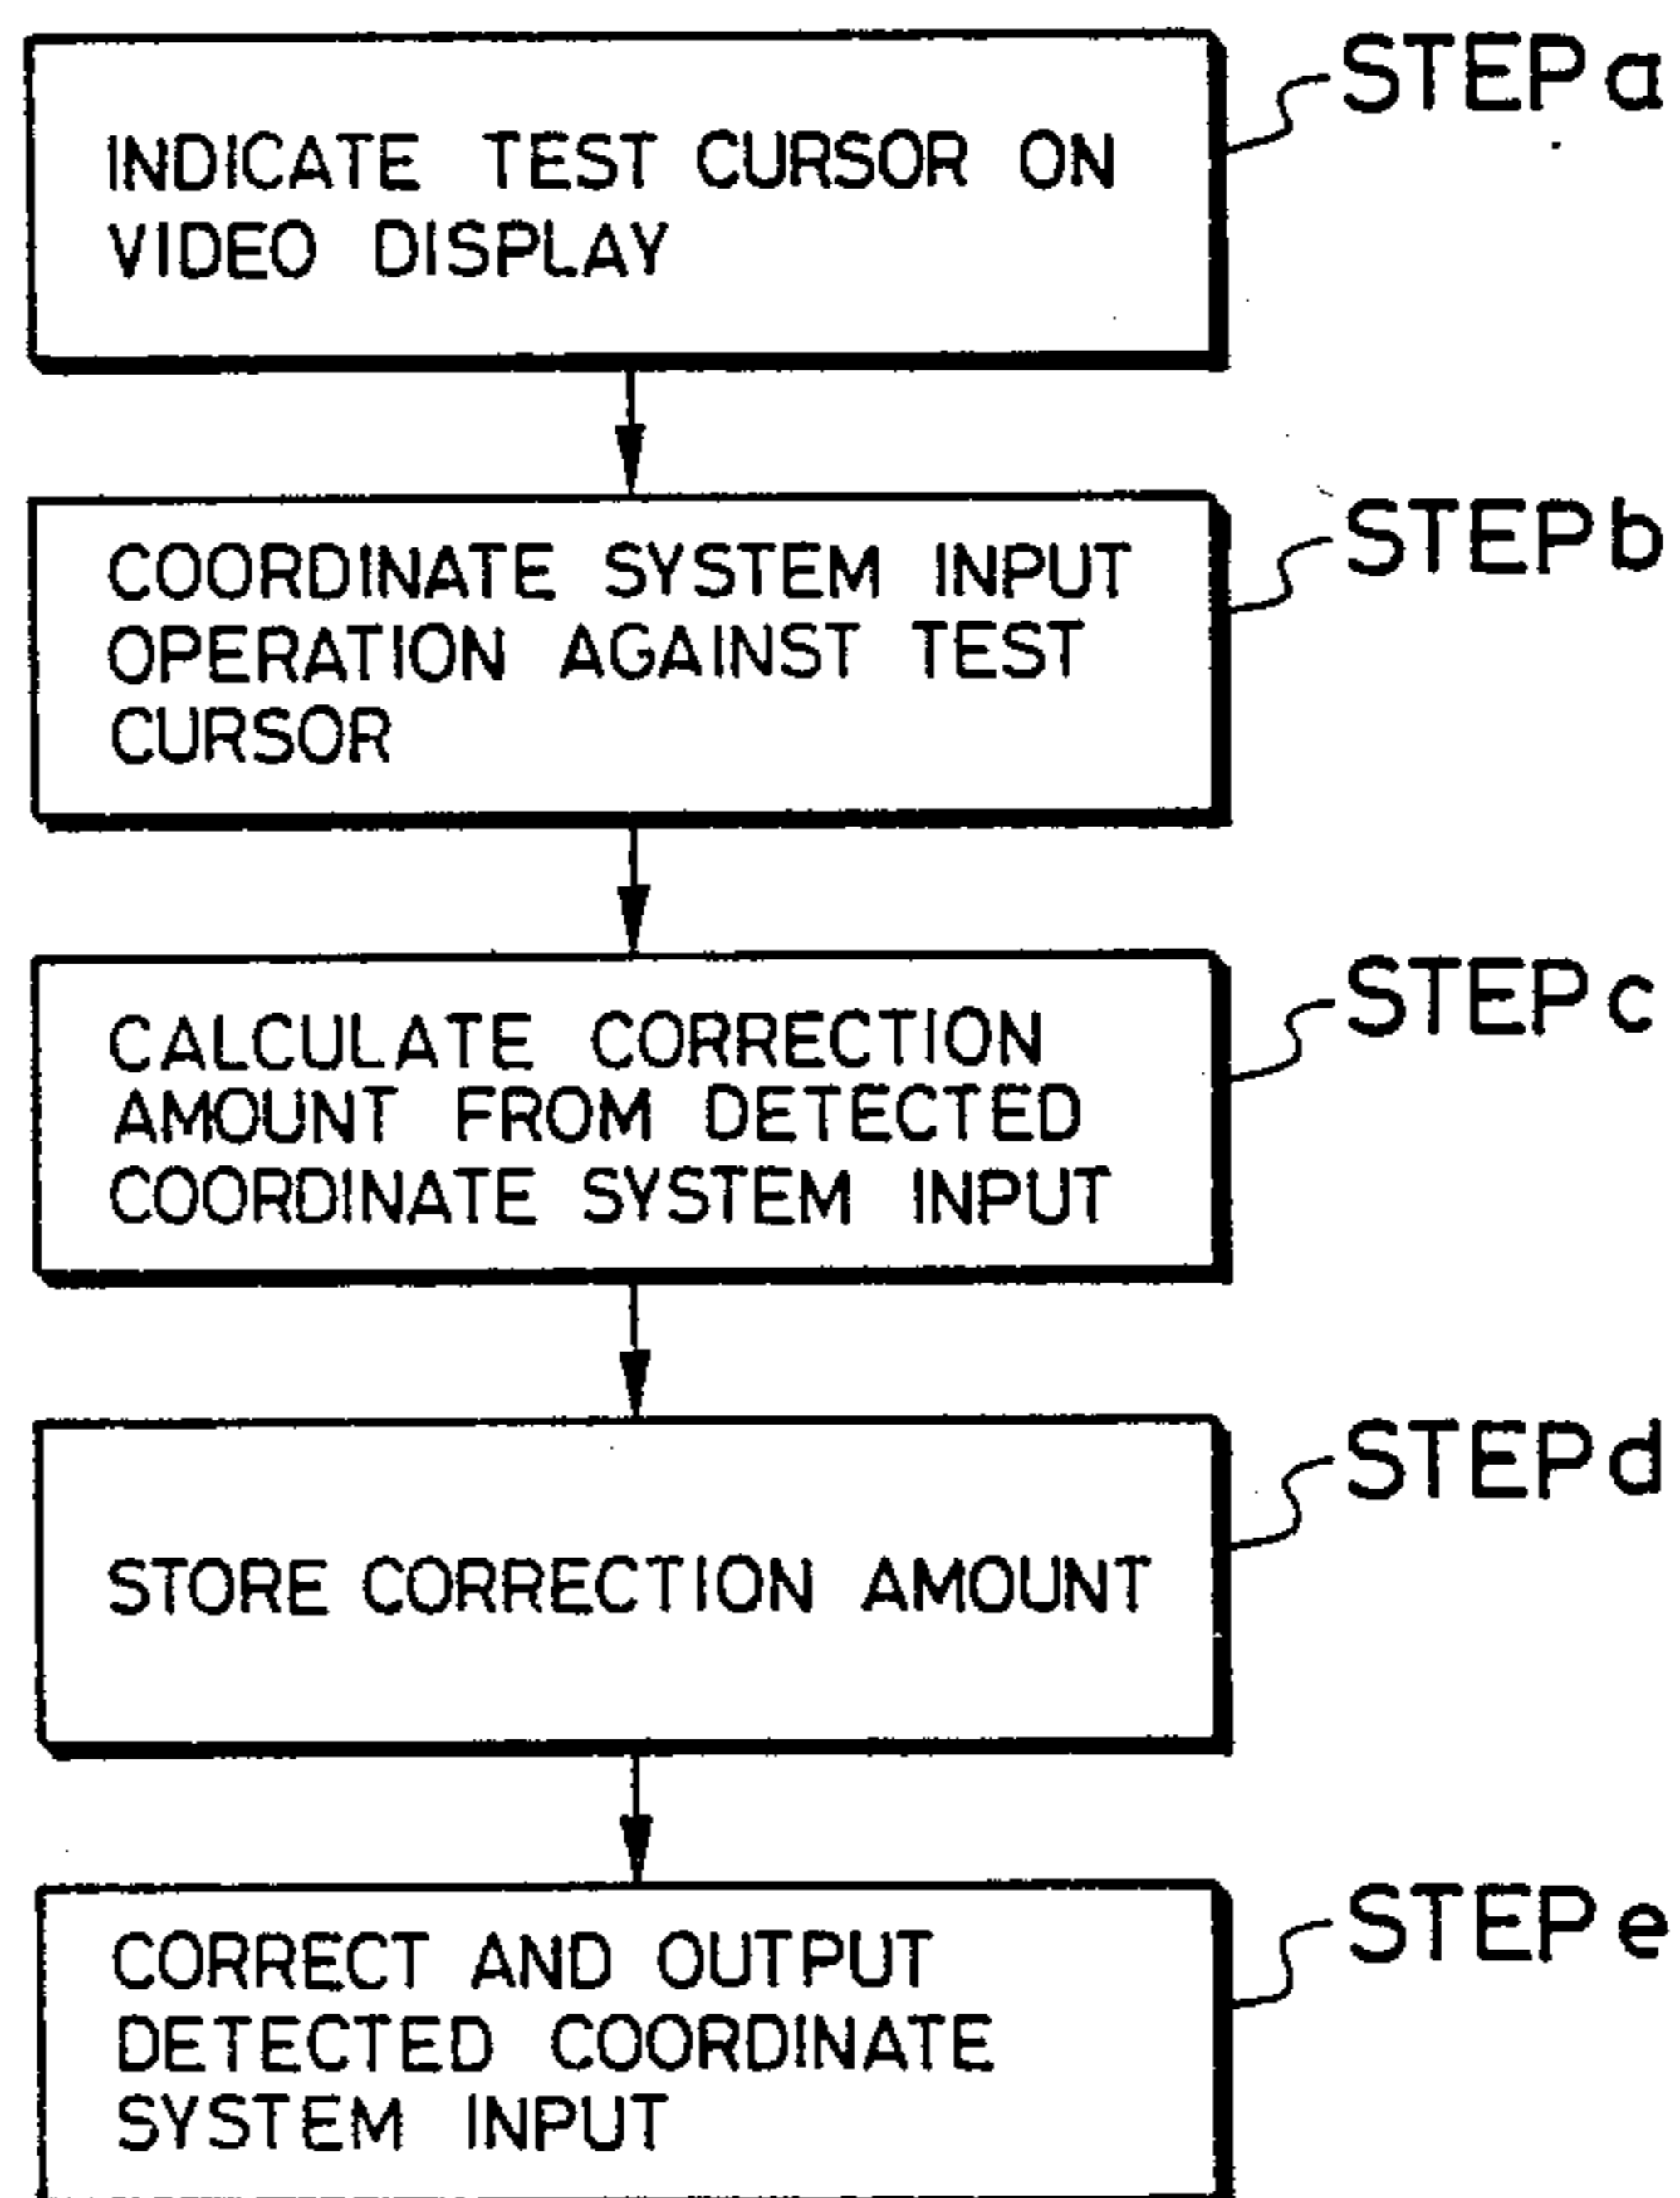 STEP a
INDICATE TEST CURSOR ON
VIDEO DISPLAY
STEP b
COORDINATE SYSTEM INPUT
OPERATION AGAINST TEST
CURSOR
STEP c
CALCULATE CORRECTION
AMOUNT FROM DETECTED
COORDINATE SYSTEM INPUT
STEP d
STORE CORRECTION AMOUNT
STEP e
CORRECT AND OUTPUT
DETECTED COORDINATE
SYSTEM INPUT